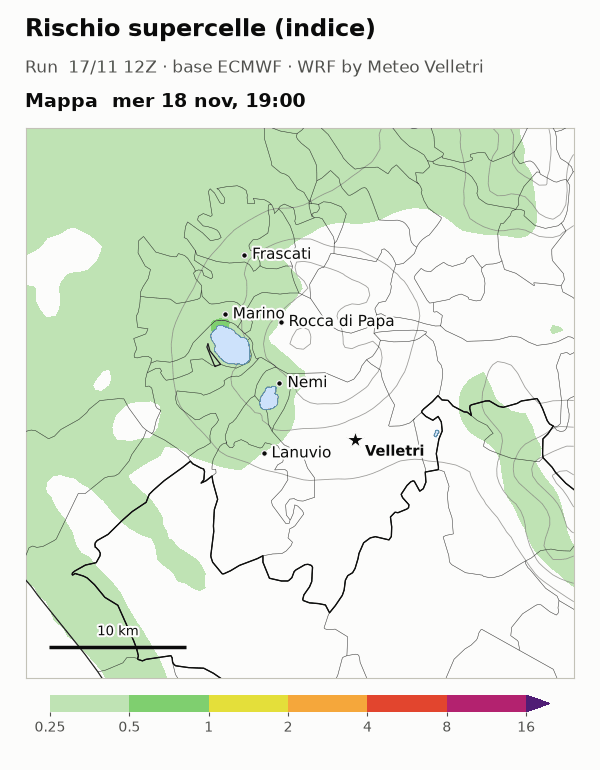 Rischio supercelle (indice)
Run  17/11 12Z · base ECMWF · WRF by Meteo Velletri
Mappa  mer 18 nov, 19:00
Frascati
Marino
Rocca di Papa
Nemi
Velletri
Lanuvio
10 km
0.25 0.5 1 2 4 8 16